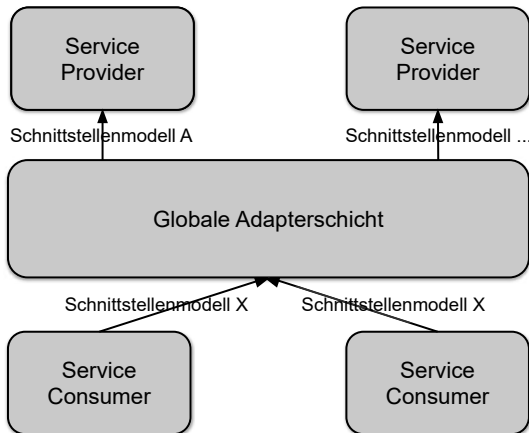 Service
Provider
Service
Provider
Schnittstellenmodell A
Schnittstellenmodell ...
Globale Adapterschicht
Schnittstellenmodell X
Schnittstellenmodell X
Service
Consumer
Service
Consumer